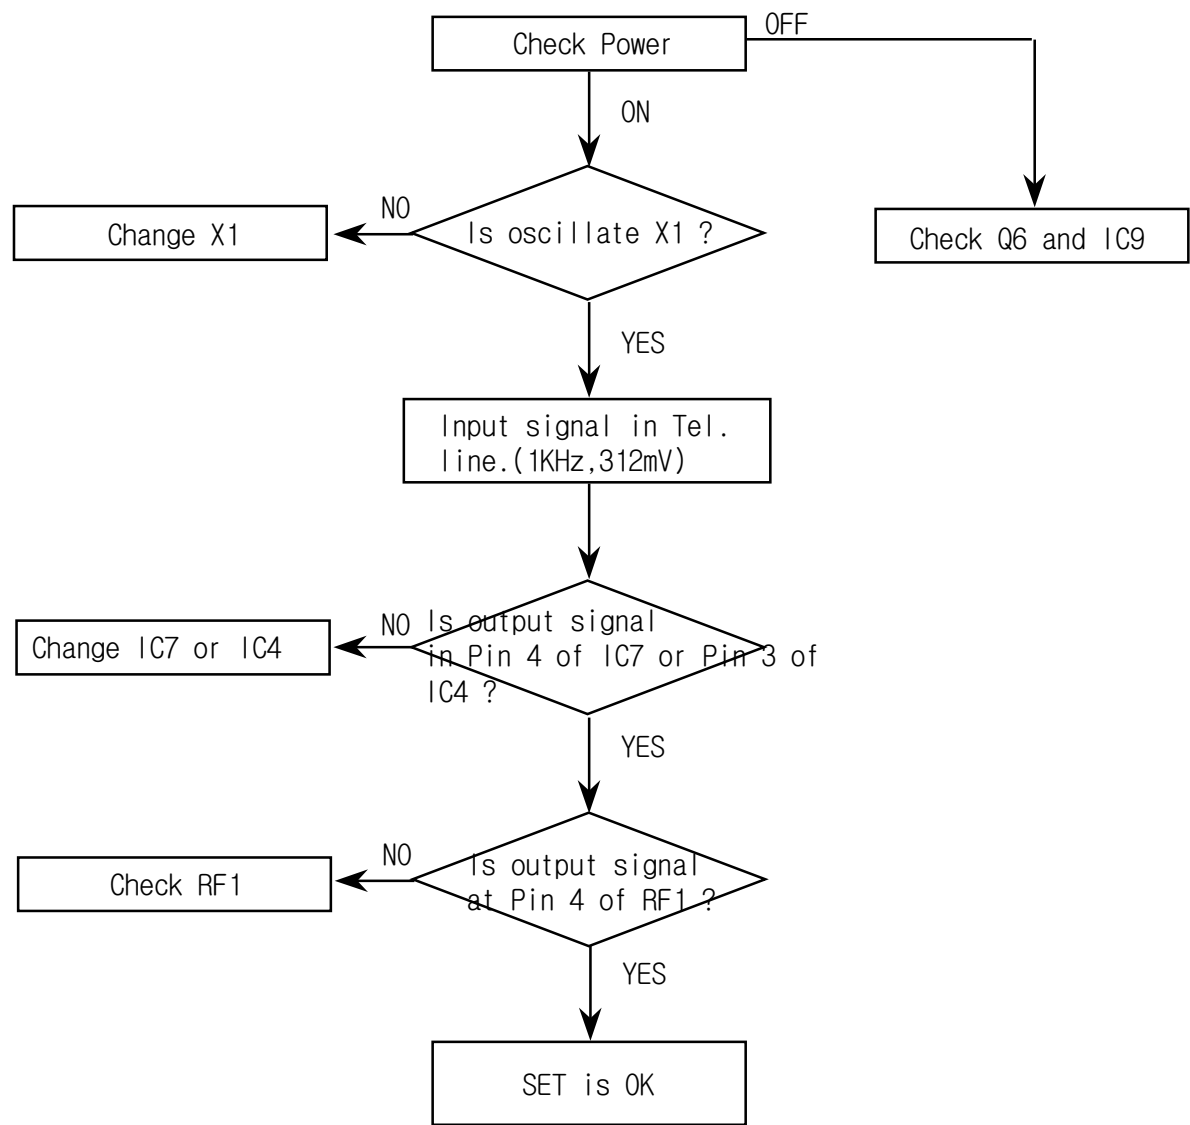 Check Power
OFF
ON
NO
Is oscillate X1 ?
Change X1
Check Q6 and IC9
YES
Input signal in Tel.
line.(1KHz,312mV)
NO
Is output signal
in Pin 4 of IC7 or Pin 3 of
IC4 ?
Change IC7 or IC4
YES
NO
Is output signal
at Pin 4 of RF1 ?
Check RF1
YES
SET is OK